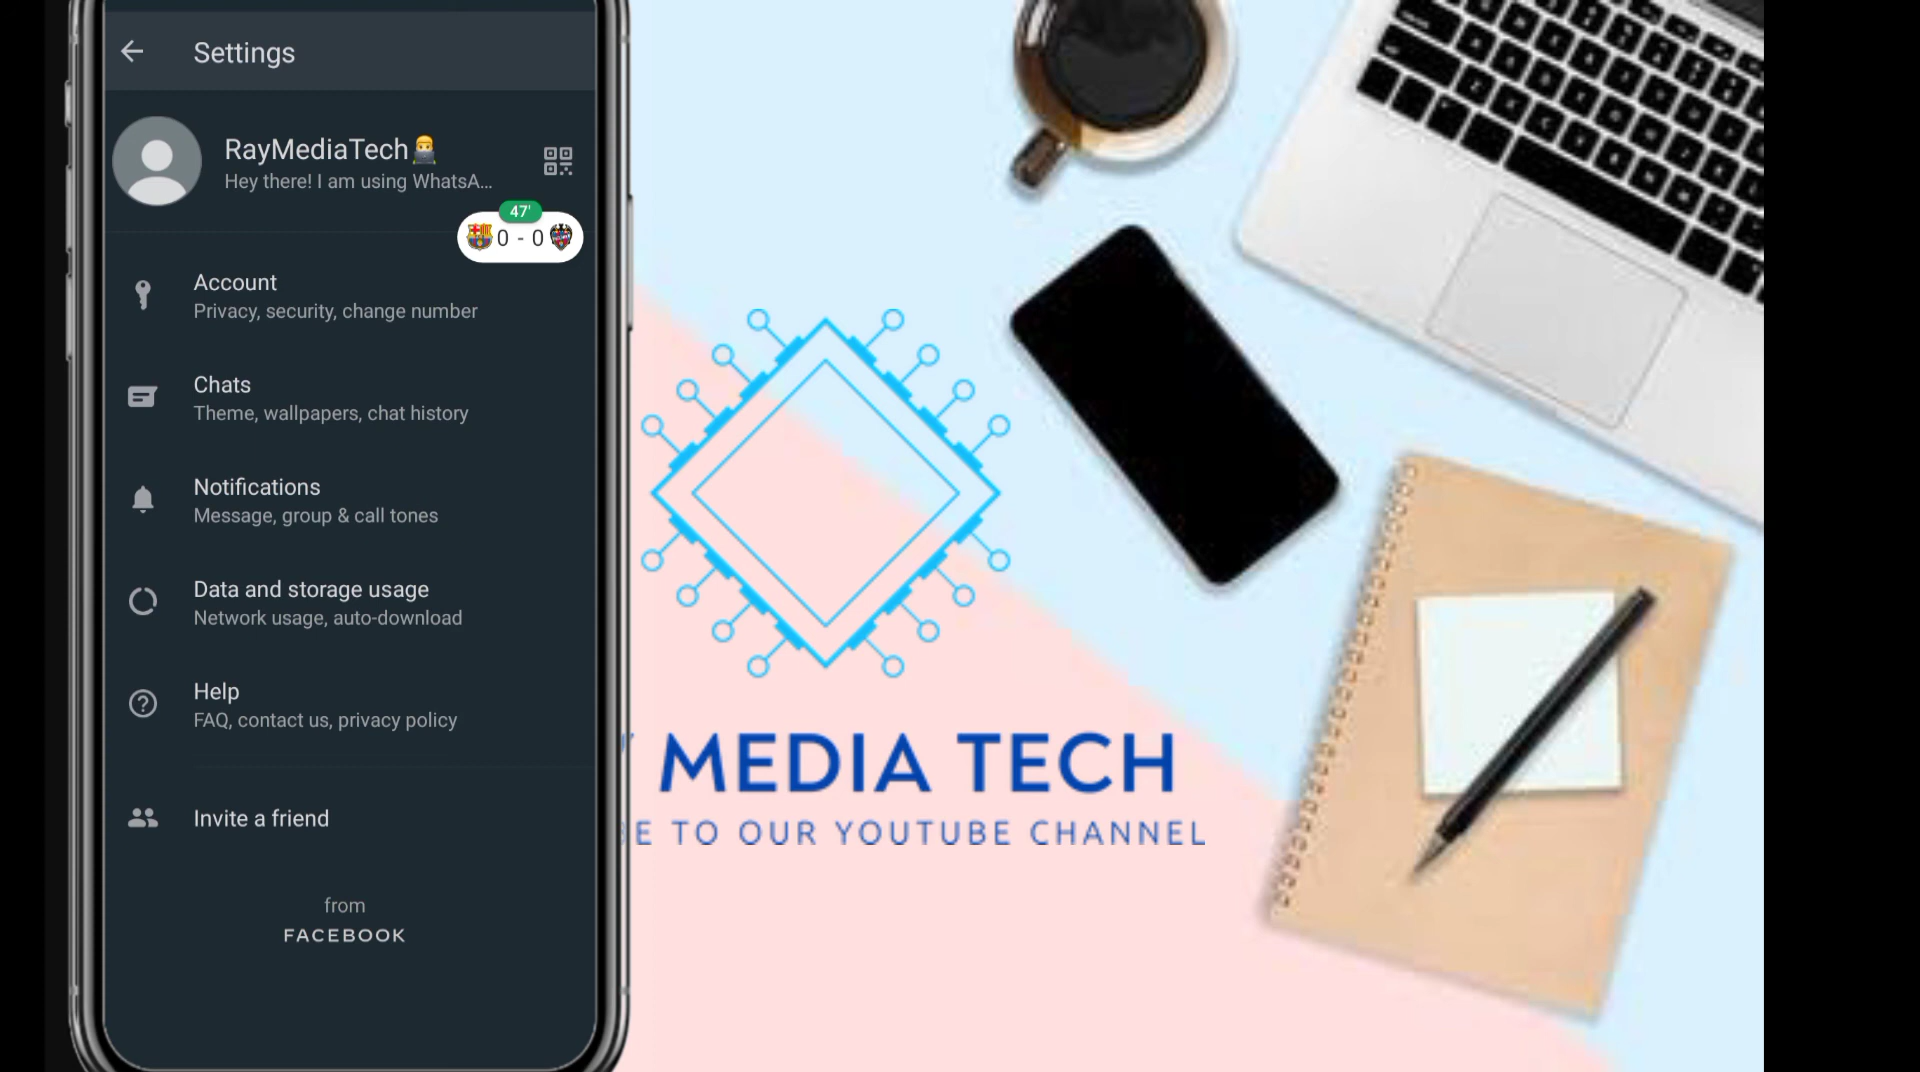 Settings
RayMediaTech
Hey there! I am using WhatsA...
47'
0 - 0
Account
Privacy, security, change number
Chats
Theme, wallpapers, chat history
Notifications
Message, group & call tones
Data and storage usage
Network usage, auto-download
Help
FAQ, contact us, privacy policy
Invite a friend
from
FACEBOOK
MEDIA TECH
E TO OUR YOUTUBE CHANNEL